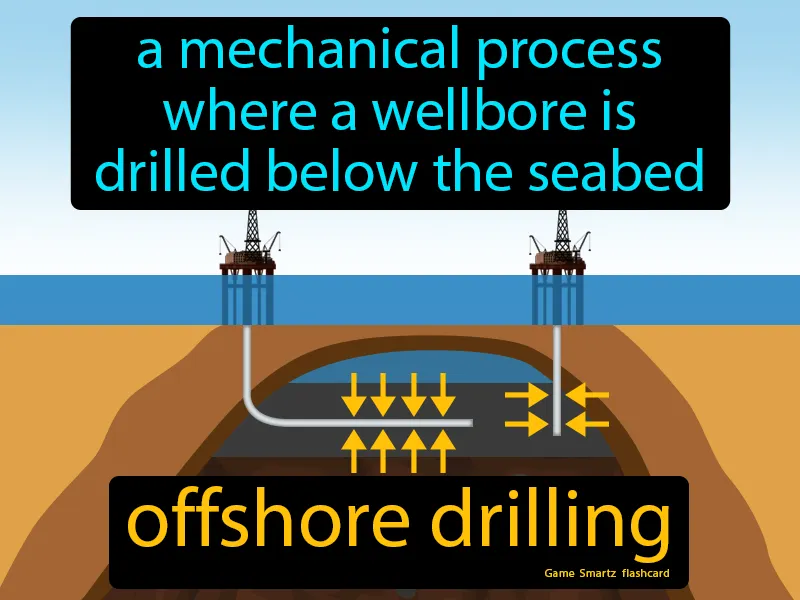 a mechanical process
where a wellbore is
drilled below the seabed
offshore drilling
Game Smartz flashcard